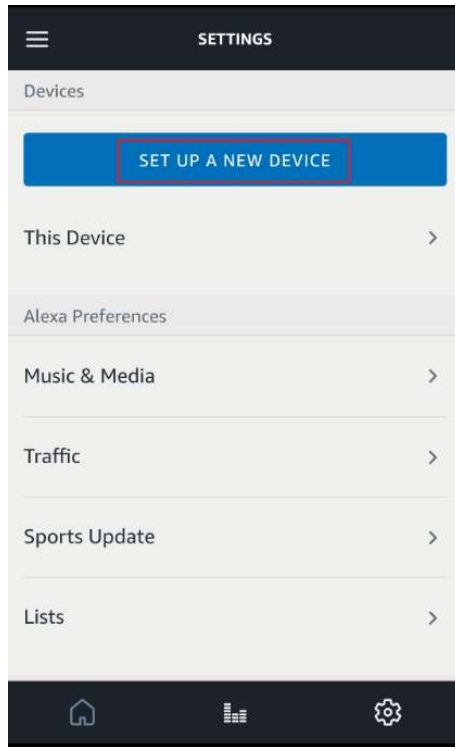 SETTINGS
Devices
SET UP A NEW DEVICE
This Device
Alexa Preferences
Music & Media
Traffic
Sports Update
Lists